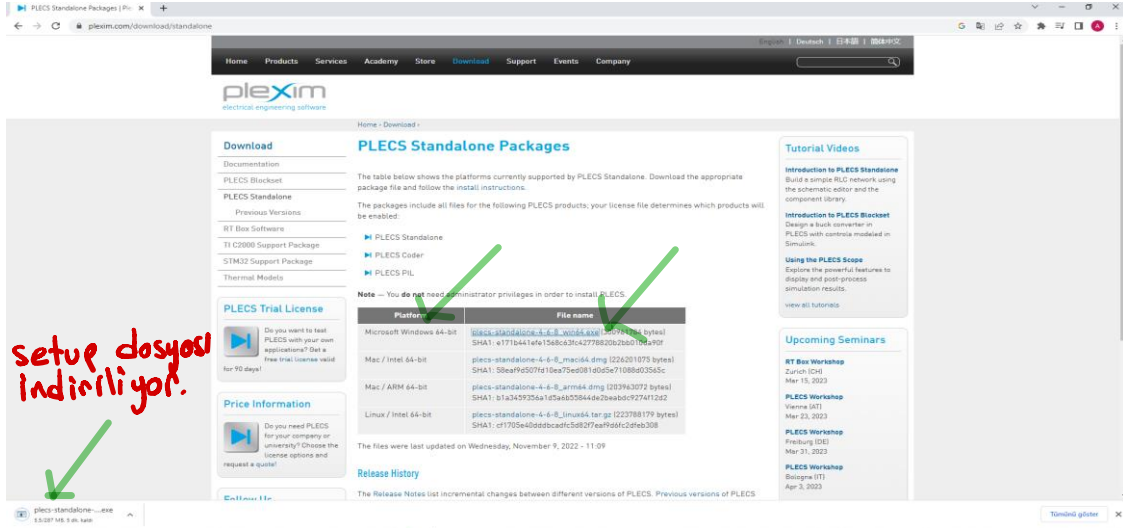 PLECS Standalone Packages | Ple
plexim.com/download/standalone
English | Deutsch | 日本語 | 简体中文
Home Products Services Academy Store Download Support Events Company
plexim
electrical engineering software
Home › Download ›
Download
Documentation
PLECS Blockset
PLECS Standalone
Previous Versions
RT Box Software
TI C2000 Support Package
STM32 Support Package
Thermal Models
PLECS Trial License
Do you want to test
PLECS with your own
applications? Get a
free trial license valid
for 90 days!
Price Information
Do you need PLECS
for your company or
university? Choose the
license options and
request a quote!
Follow Us
PLECS Standalone Packages
The table below shows the platforms currently supported by PLECS Standalone. Download the appropriate
package file and follow the install instructions.
The packages include all files for the following PLECS products; your license file determines which products will
be enabled:
PLECS Standalone
PLECS Coder
PLECS PIL
Note — You do not need administrator privileges in order to install PLECS.
Platform File name
Microsoft Windows 64-bit plecs-standalone-4-6-8_win64.exe
Mac / Intel 64-bit plecs-standalone-4-6-8_maci64.dmg (226201075 bytes)
SHA1: 58eaf9d507fd10ea75ed081d0d5e71088d03565c
Mac / ARM 64-bit plecs-standalone-4-6-8_arm64.dmg (203963072 bytes)
SHA1: b1a3459356a1d5a6b55844de2beabdc9274f12d2
Linux / Intel 64-bit plecs-standalone-4-6-8_linux64.tar.gz (223788179 bytes)
SHA1: cf1705e40dddbcadfc5d82f7eaf9d6fc2dfeb308
The files were last updated on Wednesday, November 9, 2022 - 11:09
Release History
The Release Notes list incremental changes between different versions of PLECS. Previous versions of PLECS
Tutorial Videos
Introduction to PLECS Standalone
Build a simple RLC network using
the schematic editor and the
component library.
Introduction to PLECS Blockset
Design a buck converter in
PLECS with controls modeled in
Simulink.
Using the PLECS Scope
Explore the powerful features to
display and post-process
simulation results.
view all tutorials
Upcoming Seminars
RT Box Workshop
Zurich (CH)
Mar 15, 2023
PLECS Workshop
Vienna (AT)
Mar 23, 2023
PLECS Workshop
Freiburg (DE)
Mar 31, 2023
PLECS Workshop
Bologna (IT)
Apr 3, 2023
setup dosyası
indiriliyor.
plecs-standalone-....exe
5.5/287 MB, 5 dk. kaldı
Tümünü göster